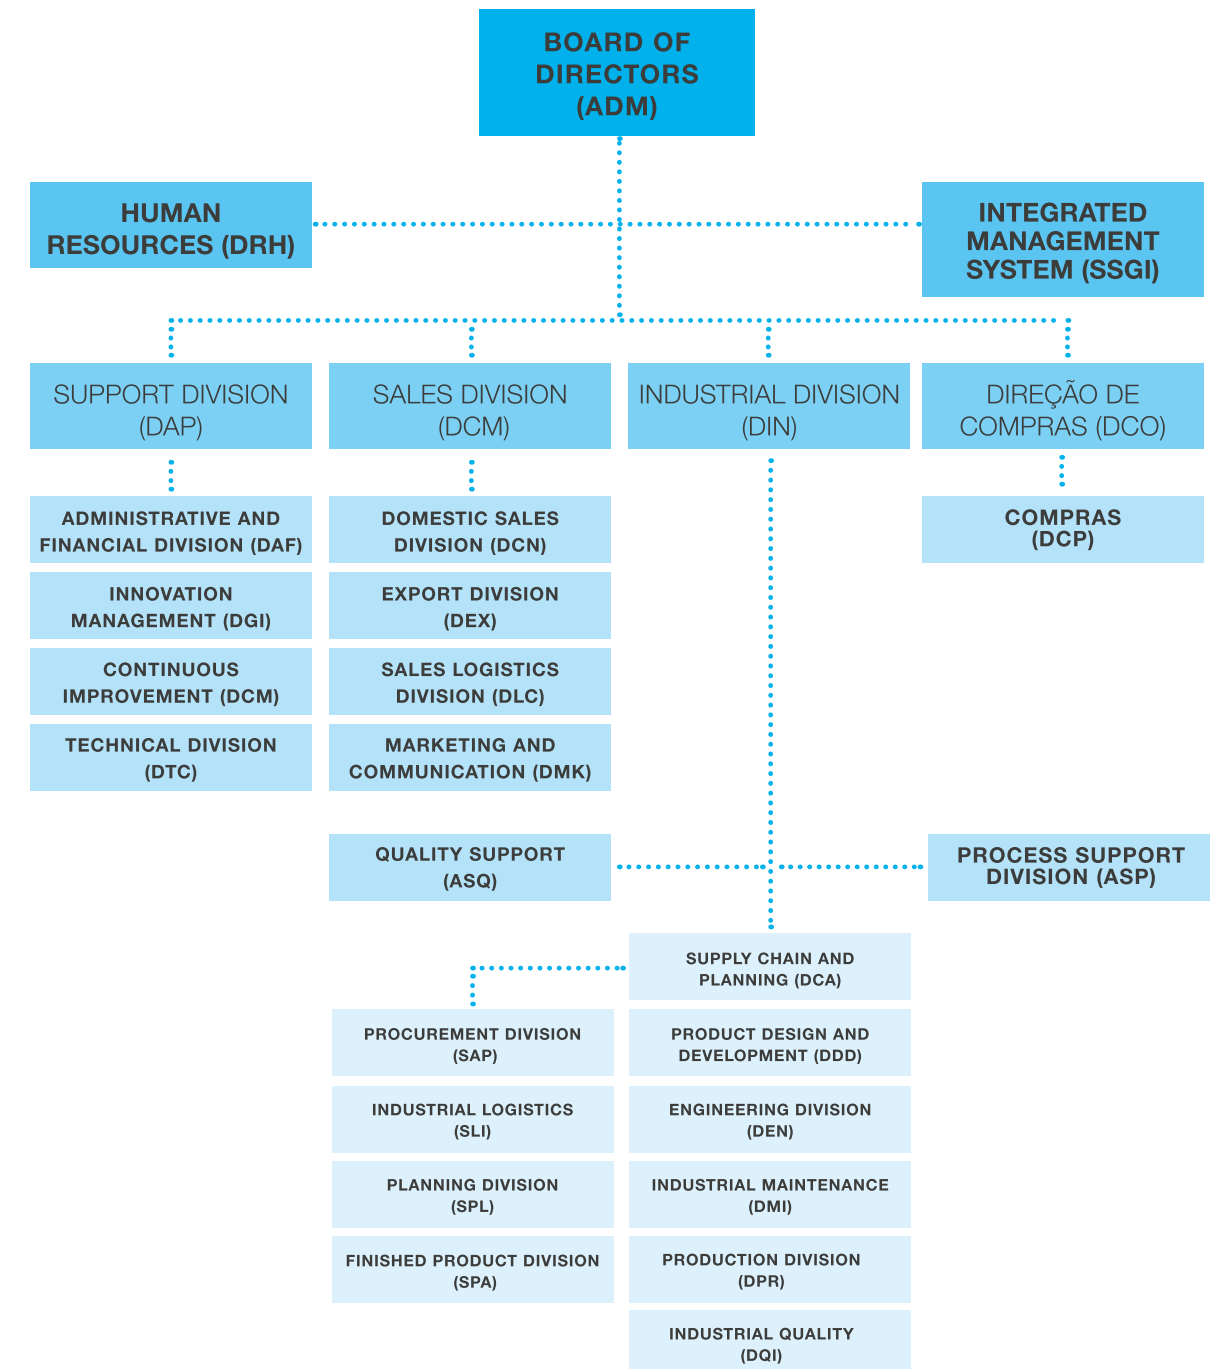 BOARD OF
DIRECTORS
(ADM)
HUMAN
RESOURCES (DRH)
INTEGRATED
MANAGEMENT
SYSTEM (SSGI)
SUPPORT DIVISION
(DAP)
SALES DIVISION
(DCM)
INDUSTRIAL DIVISION
(DIN)
DIREÇÃO DE
COMPRAS (DCO)
ADMINISTRATIVE AND
FINANCIAL DIVISION (DAF)
INNOVATION
MANAGEMENT (DGI)
CONTINUOUS
IMPROVEMENT (DCM)
TECHNICAL DIVISION
(DTC)
DOMESTIC SALES
DIVISION (DCN)
EXPORT DIVISION
(DEX)
SALES LOGISTICS
DIVISION (DLC)
MARKETING AND
COMMUNICATION (DMK)
COMPRAS
(DCP)
QUALITY SUPPORT
(ASQ)
PROCESS SUPPORT
DIVISION (ASP)
SUPPLY CHAIN AND
PLANNING (DCA)
PROCUREMENT DIVISION
(SAP)
INDUSTRIAL LOGISTICS
(SLI)
PLANNING DIVISION
(SPL)
FINISHED PRODUCT DIVISION
(SPA)
PRODUCT DESIGN AND
DEVELOPMENT (DDD)
ENGINEERING DIVISION
(DEN)
INDUSTRIAL MAINTENANCE
(DMI)
PRODUCTION DIVISION
(DPR)
INDUSTRIAL QUALITY
(DQI)